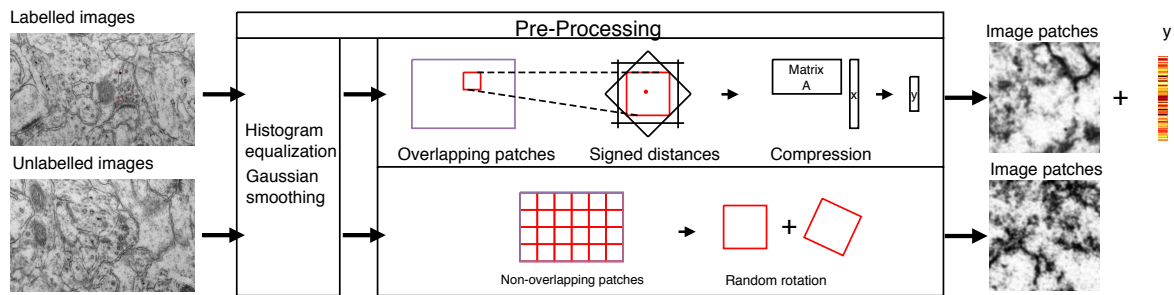 Labelled images
Pre-Processing
Image patches
y
Matrix
A
x
y
+
Histogram
equalization
Gaussian
smoothing
Overlapping patches
Signed distances
Compression
Unlabelled images
Image patches
+
Non-overlapping patches
Random rotation